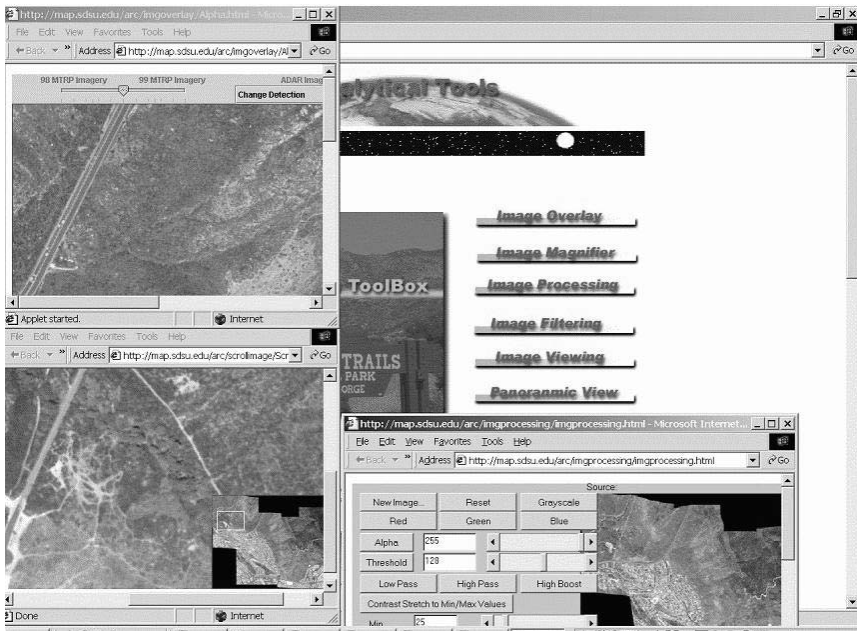 http://map.sdsu.edu/arc/imgoverlay/Alpha.html - Micro...
File Edit View Favorites Tools Help
Back » Address http://map.sdsu.edu/arc/imgoverlay/Al Go
98 MTRP Imagery 99 MTRP Imagery ADAR Imag
Change Detection
Applet started. Internet
File Edit View Favorites Tools Help
Back » Address http://map.sdsu.edu/arc/scrollimage/Scr Go
Done Internet
Go
alytical Tools
ToolBox
TRAILS
PARK
ORGE
Image Overlay
Image Magnifier
Image Processing
Image Filtering
Image Viewing
Panoranmic View
http://map.sdsu.edu/arc/imgprocessing/imgprocessing.html - Microsoft Internet...
File Edit View Favorites Tools Help
Back » Address http://map.sdsu.edu/arc/imgprocessing/imgprocessing.html Go
Source:
New Image... Reset Grayscale
Red Green Blue
Alpha 255
Threshold 128
Low Pass High Pass High Boost
Contrast Stretch to Min/Max Values
Min 25